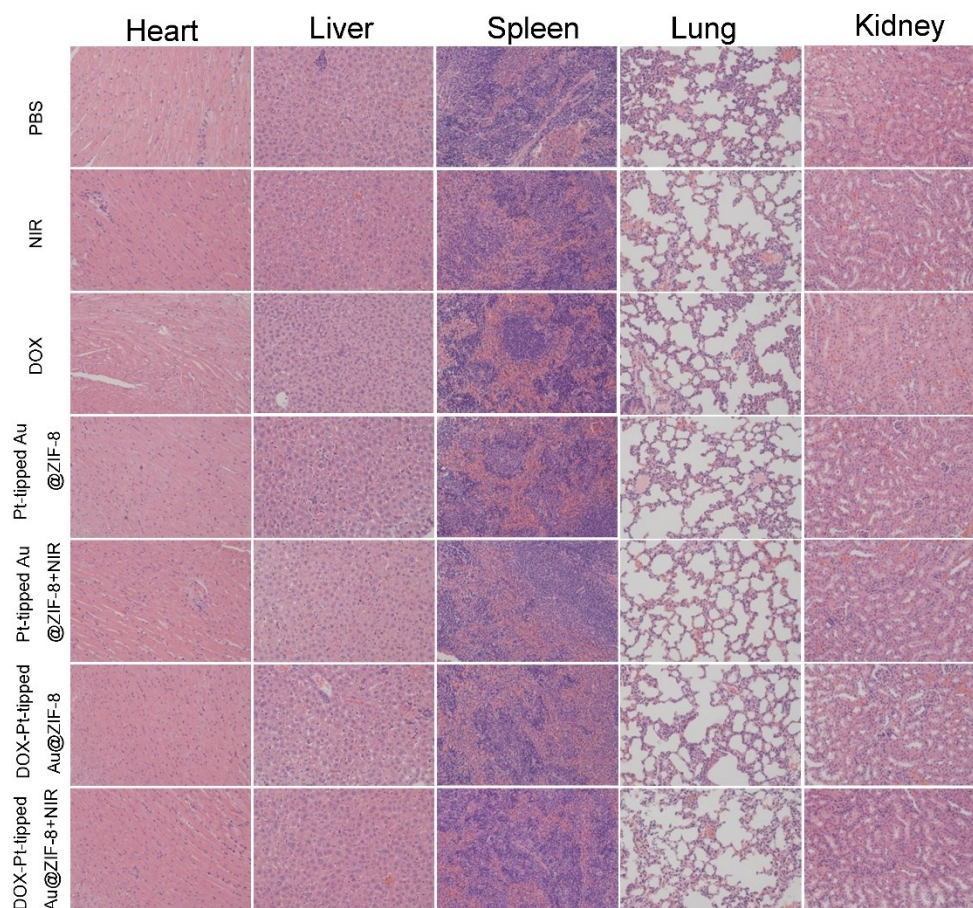 Heart Liver Spleen Lung Kidney
PBS
NIR
DOX
Pt-tipped Au
@ZIF-8
Pt-tipped Au
@ZIF-8+NIR
DOX-Pt-tipped
Au@ZIF-8
DOX-Pt-tipped
Au@ZIF-8+NIR